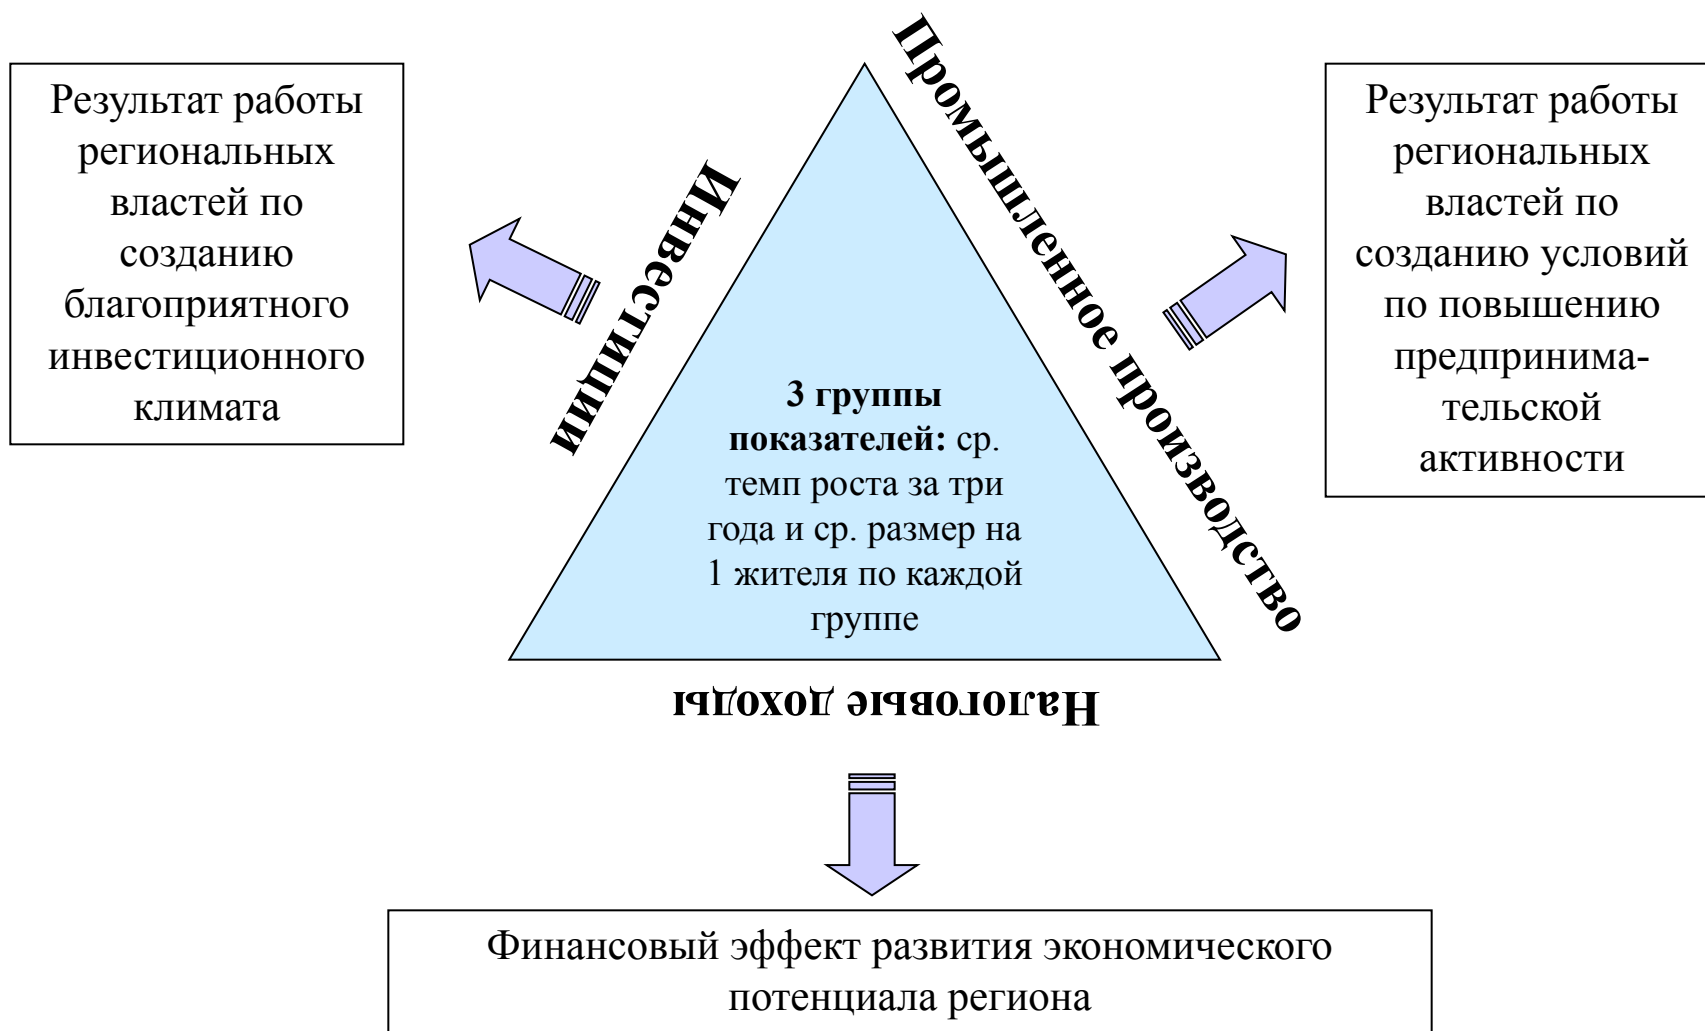 Результат работы
региональных
властей по
созданию
благоприятного
инвестиционного
климата
Инвестиции
Промышленное производство
3 группы
показателей: ср.
темп роста за три
года и ср. размер на
1 жителя по каждой
группе
Результат работы
региональных
властей по
созданию условий
по повышению
предпринима-
тельской
активности
Налоговые доходы
Финансовый эффект развития экономического
потенциала региона